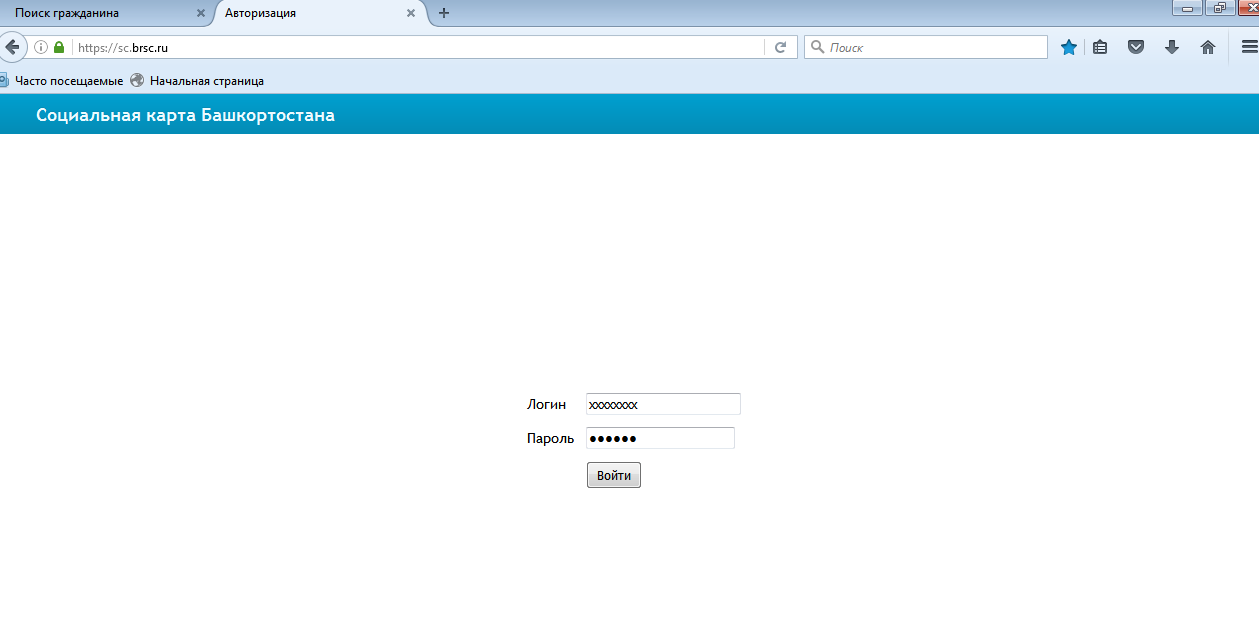 Поиск гражданина
Авторизация
https://sc.brsc.ru
Поиск
Часто посещаемые
Начальная страница
Социальная карта Башкортостана
Логин xxxxxxxx
Пароль ●●●●●●
Войти